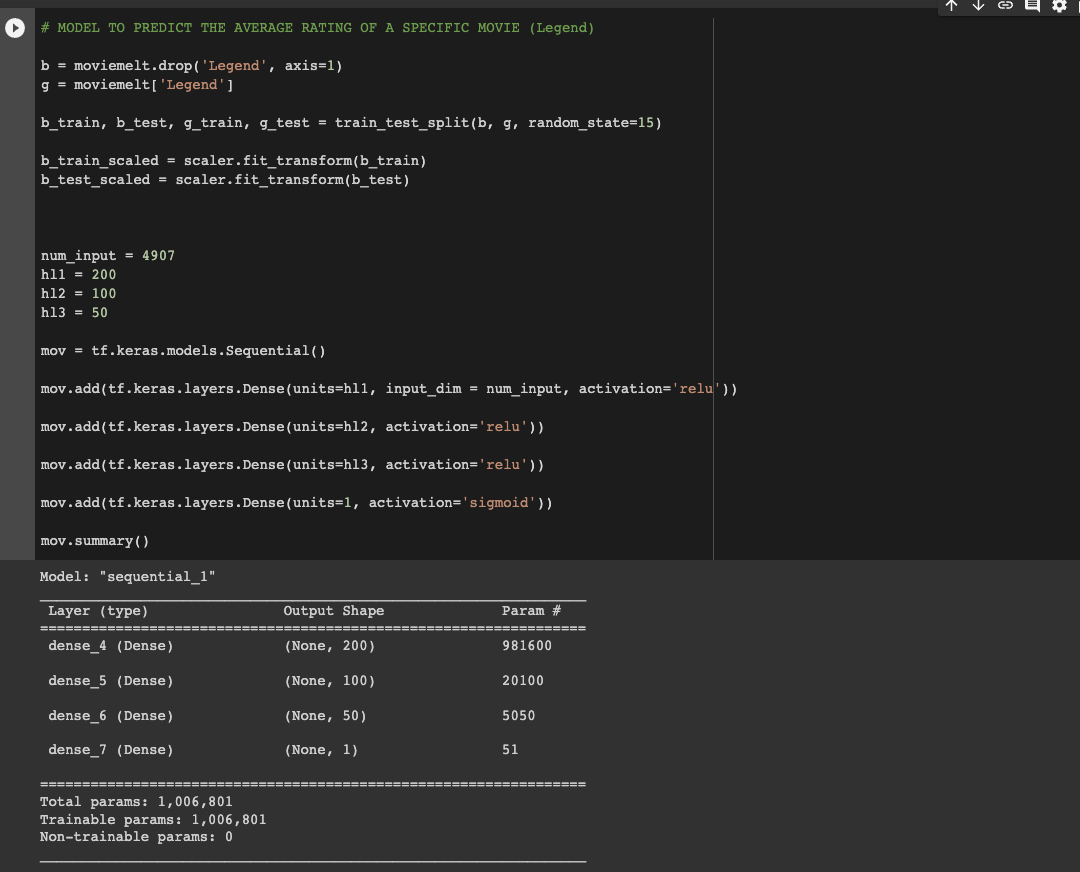 # MODEL TO PREDICT THE AVERAGE RATING OF A SPECIFIC MOVIE (Legend)
b = moviemelt.drop('Legend', axis=1)
g = moviemelt['Legend']
b_train, b_test, g_train, g_test = train_test_split(b, g, random_state=15)
b_train_scaled = scaler.fit_transform(b_train)
b_test_scaled = scaler.fit_transform(b_test)
num_input = 4907
hl1 = 200
hl2 = 100
hl3 = 50
mov = tf.keras.models.Sequential()
mov.add(tf.keras.layers.Dense(units=hl1, input_dim = num_input, activation='relu'))
mov.add(tf.keras.layers.Dense(units=hl2, activation='relu'))
mov.add(tf.keras.layers.Dense(units=hl3, activation='relu'))
mov.add(tf.keras.layers.Dense(units=1, activation='sigmoid'))
mov.summary()
Model: "sequential_1"
Layer (type) Output Shape Param #
=================================================================
dense_4 (Dense) (None, 200) 981600
dense_5 (Dense) (None, 100) 20100
dense_6 (Dense) (None, 50) 5050
dense_7 (Dense) (None, 1) 51
=================================================================
Total params: 1,006,801
Trainable params: 1,006,801
Non-trainable params: 0